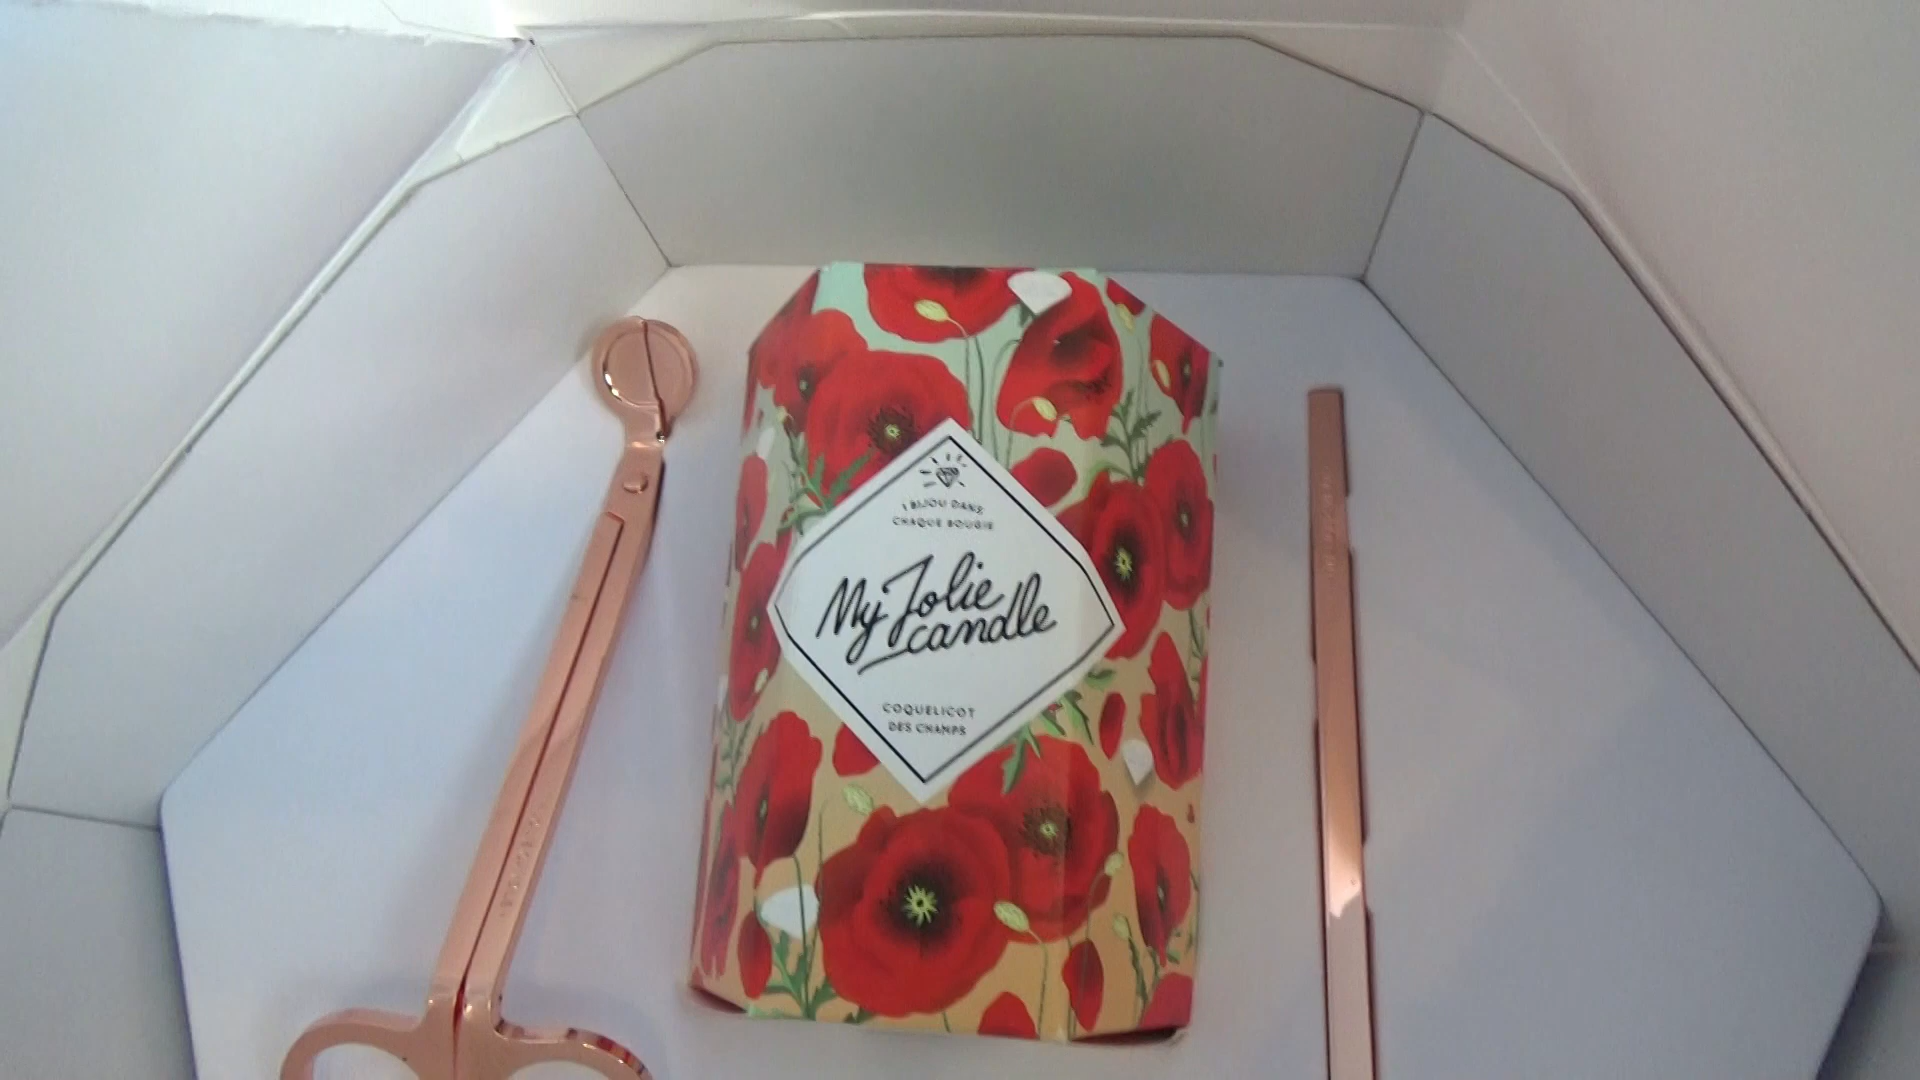 1 BIJOU DANS
CHAQUE BOUGIE
My Jolie
candle
COQUELICOT
DES CHAMPS